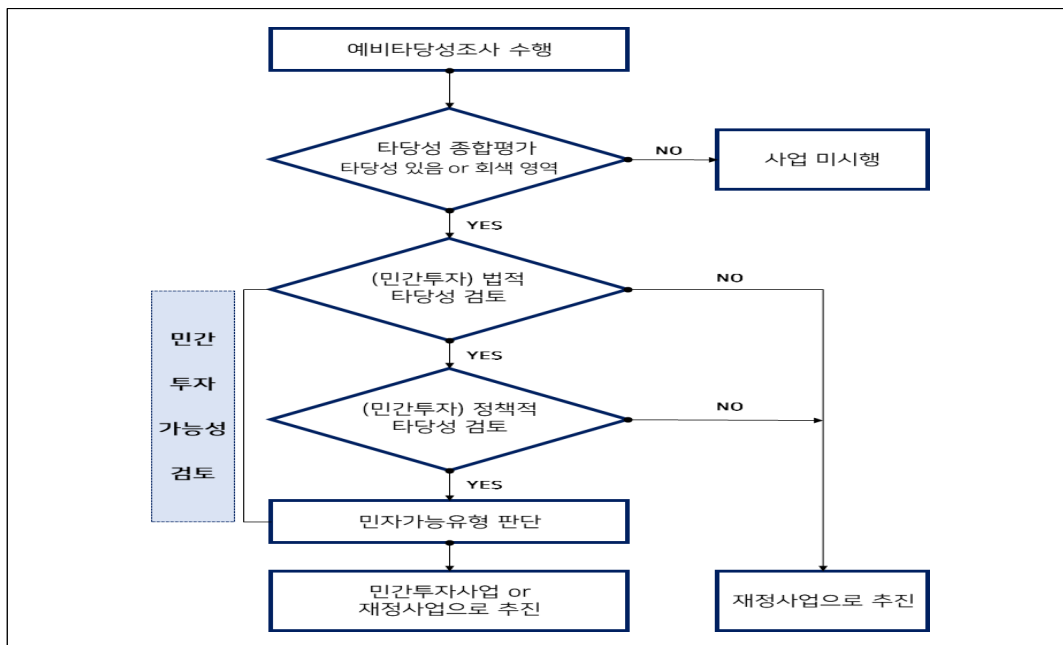 예비타당성조사 수행
타당성 종합평가
타당성 있음 or 회색 영역
NO
사업 미시행
YES
(민간투자) 법적
타당성 검토
NO
민간
투자
가능성
검토
YES
(민간투자) 정책적
타당성 검토
NO
YES
민자가능유형 판단
민간투자사업 or
재정사업으로 추진
재정사업으로 추진